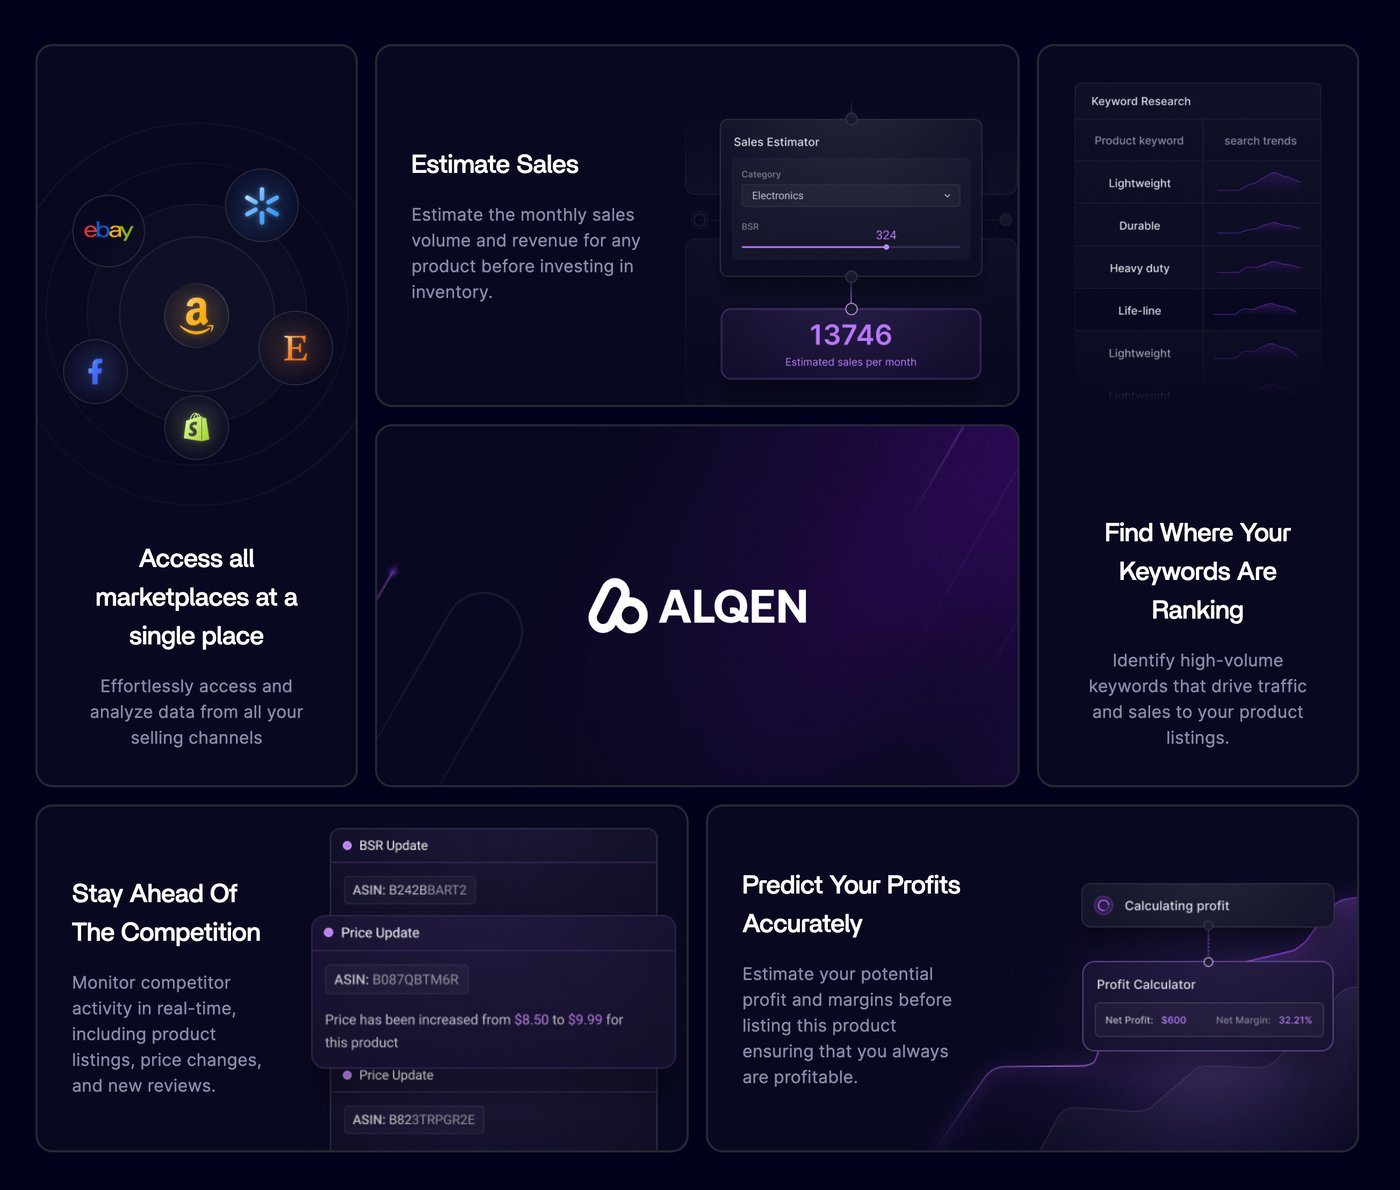 ebay
a
E
f
S
Access all
marketplaces at a
single place
Effortlessly access and
analyze data from all your
selling channels
Estimate Sales
Estimate the monthly sales
volume and revenue for any
product before investing in
inventory.
Sales Estimator
Category
Electronics
BSR
324
13746
Estimated sales per month
ALQEN
Keyword Research
Product keyword search trends
Lightweight
Durable
Heavy duty
Life-line
Lightweight
Lightweight
Find Where Your
Keywords Are
Ranking
Identify high-volume
keywords that drive traffic
and sales to your product
listings.
Stay Ahead Of
The Competition
Monitor competitor
activity in real-time,
including product
listings, price changes,
and new reviews.
BSR Update
ASIN: B242BBART2
Price Update
ASIN: B087QBTM6R
Price has been increased from $8.50 to $9.99 for
this product
Price Update
ASIN: B823TRPGR2E
Predict Your Profits
Accurately
Estimate your potential
profit and margins before
listing this product
ensuring that you always
are profitable.
Calculating profit
Profit Calculator
Net Profit: $600 Net Margin: 32.21%